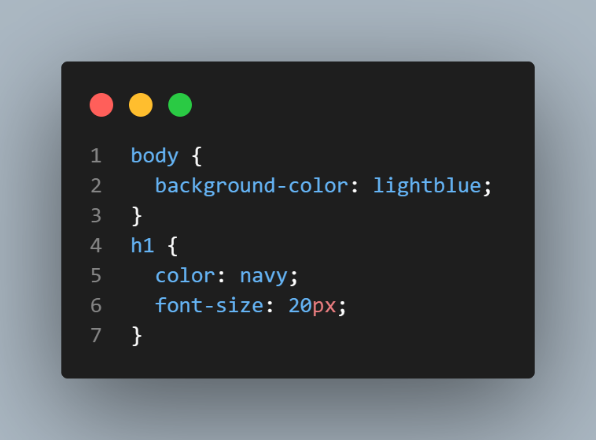 1 body {
2   background-color: lightblue;
3 }
4 h1 {
5   color: navy;
6   font-size: 20px;
7 }